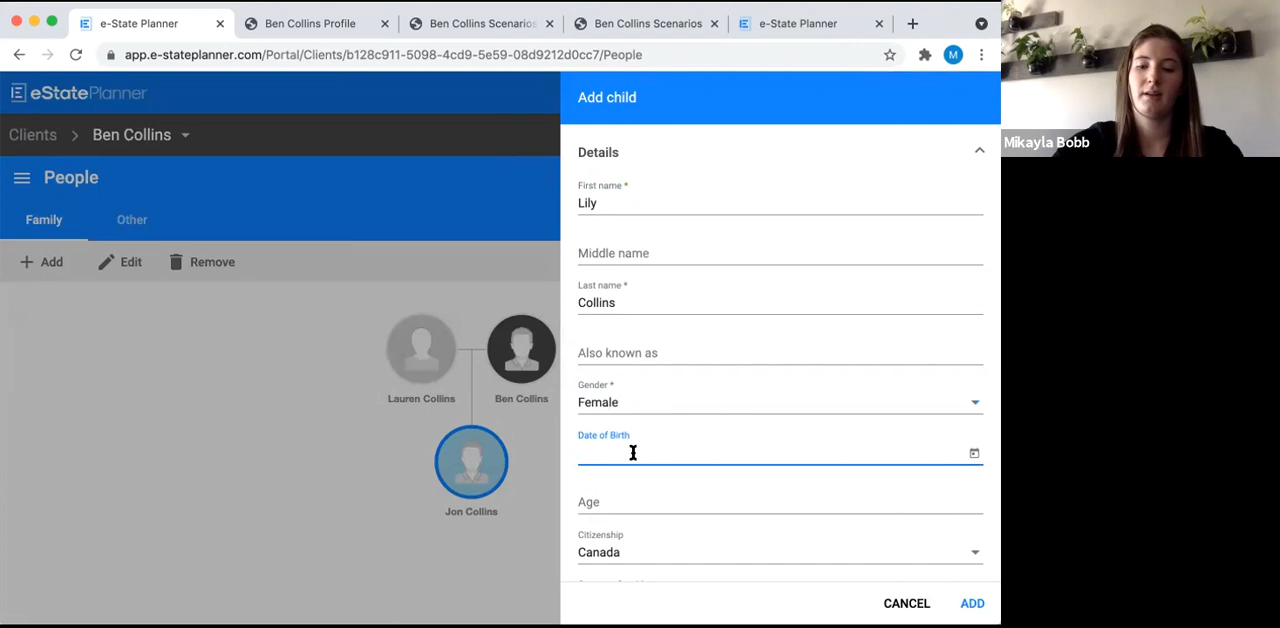 e-State Planner
Ben Collins Profile
Ben Collins Scenarios
Ben Collins Scenarios
e-State Planner
app.e-stateplanner.com/Portal/Clients/b128c911-5098-4cd9-5e59-08d9212d0cc7/People
M
eStatePlanner
Clients > Ben Collins
People
Family
Other
+ Add
Edit
Remove
Lauren Collins
Ben Collins
Jon Collins
Add child
Details
First name *
Lily
Middle name
Last name *
Collins
Also known as
Gender *
Female
Date of Birth
Age
Citizenship
Canada
CANCEL
ADD
Mikayla Bobb